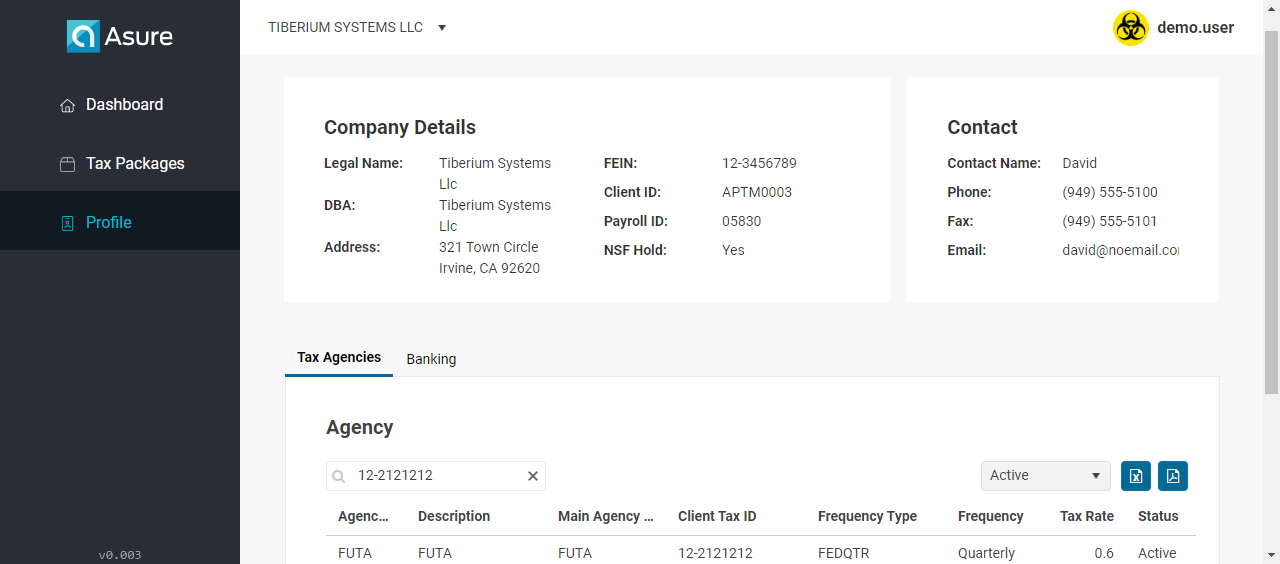 Asure
TIBERIUM SYSTEMS LLC
demo.user
Dashboard
Tax Packages
Profile
v0.003
Company Details
Legal Name: Tiberium Systems Llc
DBA: Tiberium Systems Llc
Address: 321 Town Circle
Irvine, CA 92620
FEIN: 12-3456789
Client ID: APTM0003
Payroll ID: 05830
NSF Hold: Yes
Contact
Contact Name: David
Phone: (949) 555-5100
Fax: (949) 555-5101
Email: david@noemail.co
Tax Agencies Banking
Agency
12-2121212
Active
Agenc... Description Main Agency ... Client Tax ID Frequency Type Frequency Tax Rate Status
FUTA FUTA FUTA 12-2121212 FEDQTR Quarterly 0.6 Active